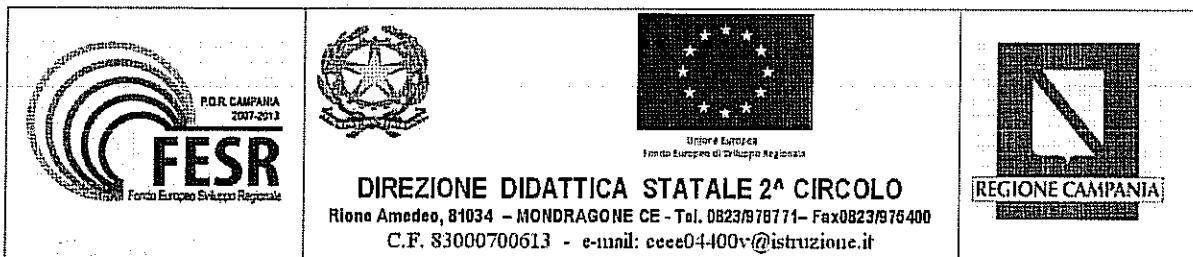 P.O.R. CAMPANIA
2007-2013
FESR
Fondo Europeo Sviluppo Regionale
Unione Europea
Fondo Europeo di Sviluppo Regionale
DIREZIONE DIDATTICA STATALE 2^ CIRCOLO
Rione Amedeo, 81034 – MONDRAGONE CE - Tel. 0823/978771– Fax0823/975400
C.F. 83000700613 - e-mail: ceee04400v@istruzione.it
REGIONE CAMPANIA